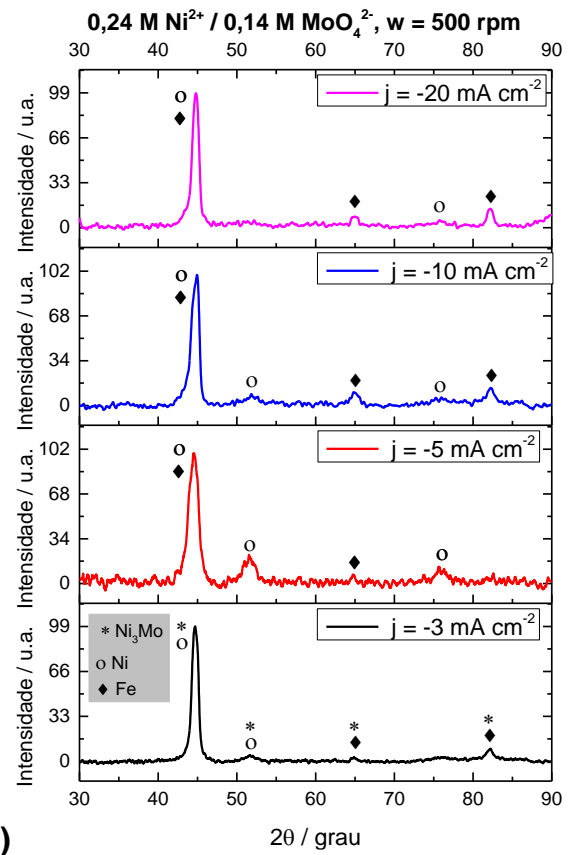 0,24 M Ni²⁺ / 0,14 M MoO₄²⁻, w = 500 rpm
30 40 50 60 70 80 90
Intensidade / u.a.
99
66
33
0
j = -20 mA cm⁻²
o
♦
♦
o
♦
Intensidade / u.a.
102
68
34
0
j = -10 mA cm⁻²
o
♦
o
♦
o
♦
Intensidade / u.a.
102
68
34
0
j = -5 mA cm⁻²
o
♦
o
♦
o
Intensidade / u.a.
99
66
33
0
j = -3 mA cm⁻²
* Ni₃Mo
o Ni
♦ Fe
*
o
*
o
*
♦
*
♦
30 40 50 60 70 80 90
) 2θ / grau